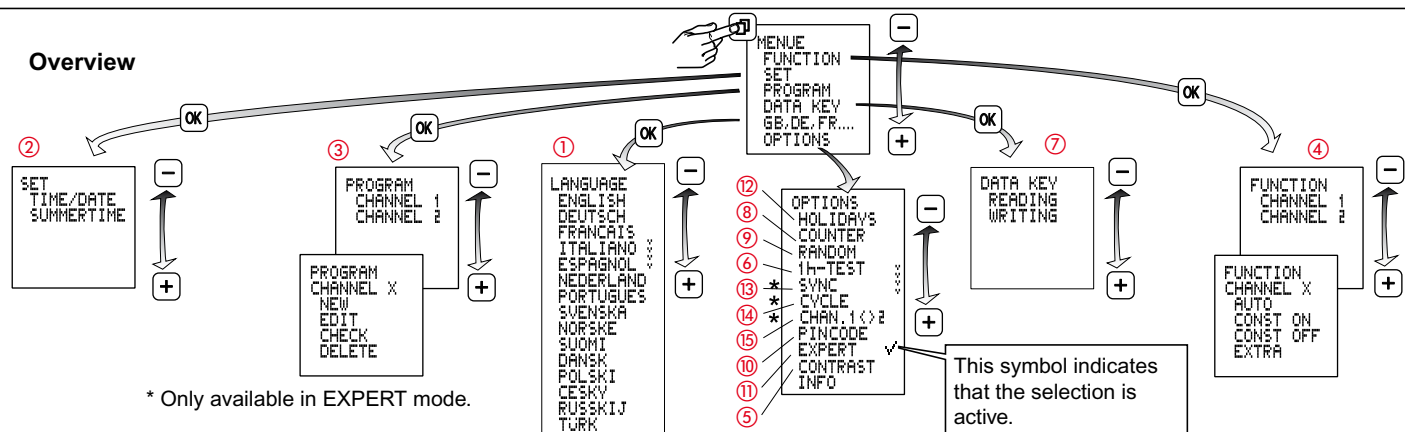 Overview
MENUE
FUNCTION
SET
PROGRAM
DATA KEY
GB,DE,FR....
OPTIONS
−
+
OK
OK
OK
OK
OK
②
SET
TIME/DATE
SUMMERTIME
−
+
③
PROGRAM
CHANNEL 1
CHANNEL 2
−
+
PROGRAM
CHANNEL X
NEW
EDIT
CHECK
DELETE
* Only available in EXPERT mode.
①
LANGUAGE
ENGLISH
DEUTSCH
FRANCAIS
ITALIANO
ESPAGNOL
NEDERLAND
PORTUGUES
SVENSKA
NORSKE
SUOMI
DANSK
POLSKI
CESKY
RUSSKIJ
TURK
−
+
OPTIONS
⑫ HOLIDAYS
⑧ COUNTER
⑨ RANDOM
⑥ 1h-TEST
⑬ * SYNC
⑭ * CYCLE
⑮ * CHAN.1<>2
⑩ PINCODE
⑪ EXPERT ✓
⑤ CONTRAST
INFO
−
+
This symbol indicates
that the selection is
active.
⑦
DATA KEY
READING
WRITING
−
+
④
FUNCTION
CHANNEL 1
CHANNEL 2
−
+
FUNCTION
CHANNEL X
AUTO
CONST ON
CONST OFF
EXTRA